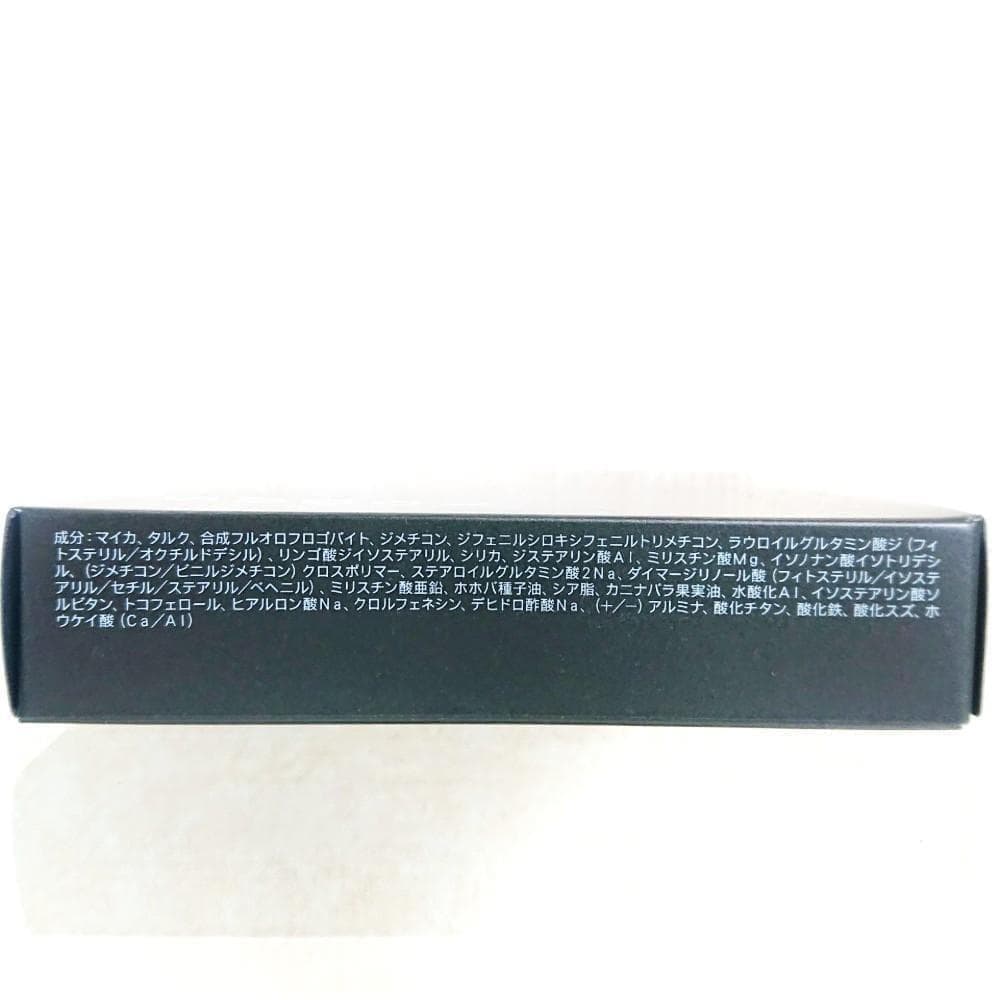 成分：マイカ、タルク、合成フルオロフロゴパイト、ジメチコン、ジフェニルシロキシフェニルトリメチコン、ラウロイルグルタミン酸ジ（フィ
トステリル／オクチルドデシル）、リンゴ酸ジイソステアリル、シリカ、ジステアリン酸Ａｌ、ミリスチン酸Ｍｇ、イソノナン酸イソトリデシ
ル、（ジメチコン／ビニルジメチコン）クロスポリマー、ステアロイルグルタミン酸２Ｎａ、ダイマージリノール酸（フィトステリル／イソステ
アリル／セチル／ステアリル／ベヘニル）、ミリスチン酸亜鉛、ホホバ種子油、シア脂、カニナバラ果実油、水酸化Ａｌ、イソステアリン酸ソ
ルビタン、トコフェロール、ヒアルロン酸Ｎａ、クロルフェネシン、デヒドロ酢酸Ｎａ、（＋／－）アルミナ、酸化チタン、酸化鉄、酸化スズ、ホ
ウケイ酸（Ｃａ／Ａｌ）